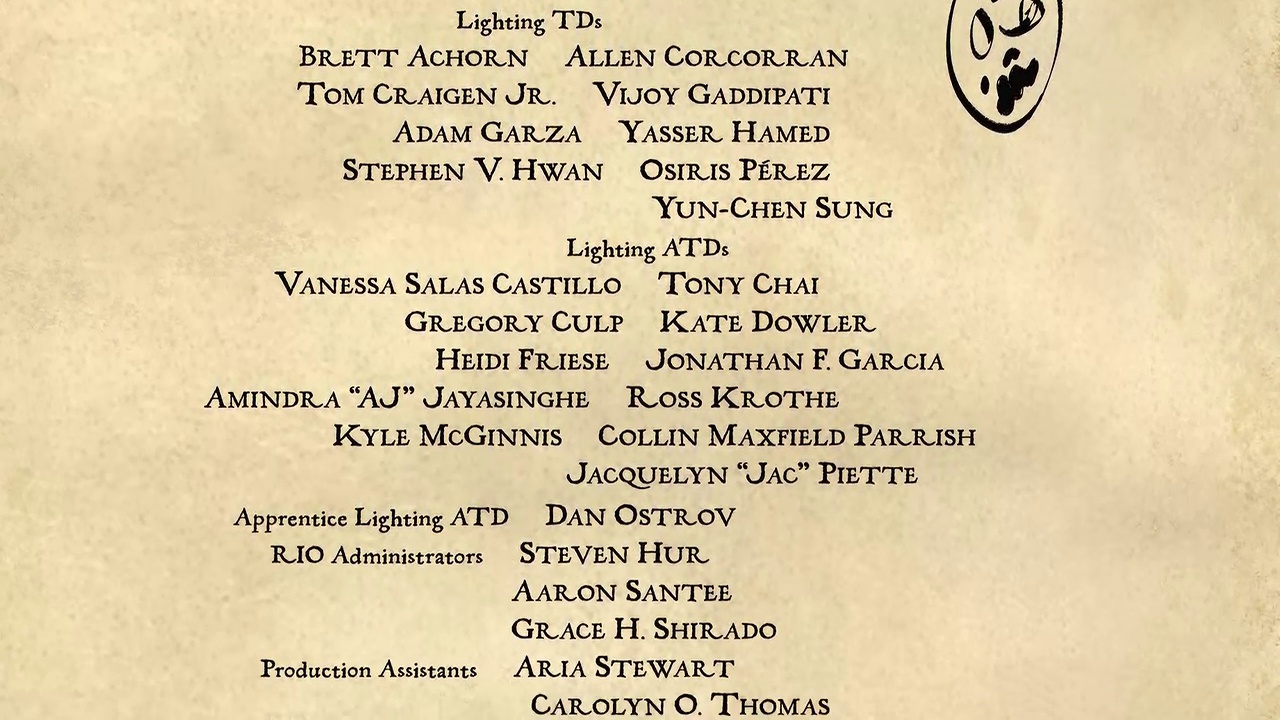 Lighting TDs
BRETT ACHORN ALLEN CORCORRAN
TOM CRAIGEN JR. VIJOY GADDIPATI
ADAM GARZA YASSER HAMED
STEPHEN V. HWAN OSIRIS PÉREZ
YUN-CHEN SUNG
Lighting ATDs
VANESSA SALAS CASTILLO TONY CHAI
GREGORY CULP KATE DOWLER
HEIDI FRIESE JONATHAN F. GARCIA
AMINDRA “AJ” JAYASINGHE ROSS KROTHE
KYLE MCGINNIS COLLIN MAXFIELD PARRISH
JACQUELYN “JAC” PIETTE
Apprentice Lighting ATD DAN OSTROV
RIO Administrators STEVEN HUR
AARON SANTEE
GRACE H. SHIRADO
Production Assistants ARIA STEWART
CAROLYN O. THOMAS